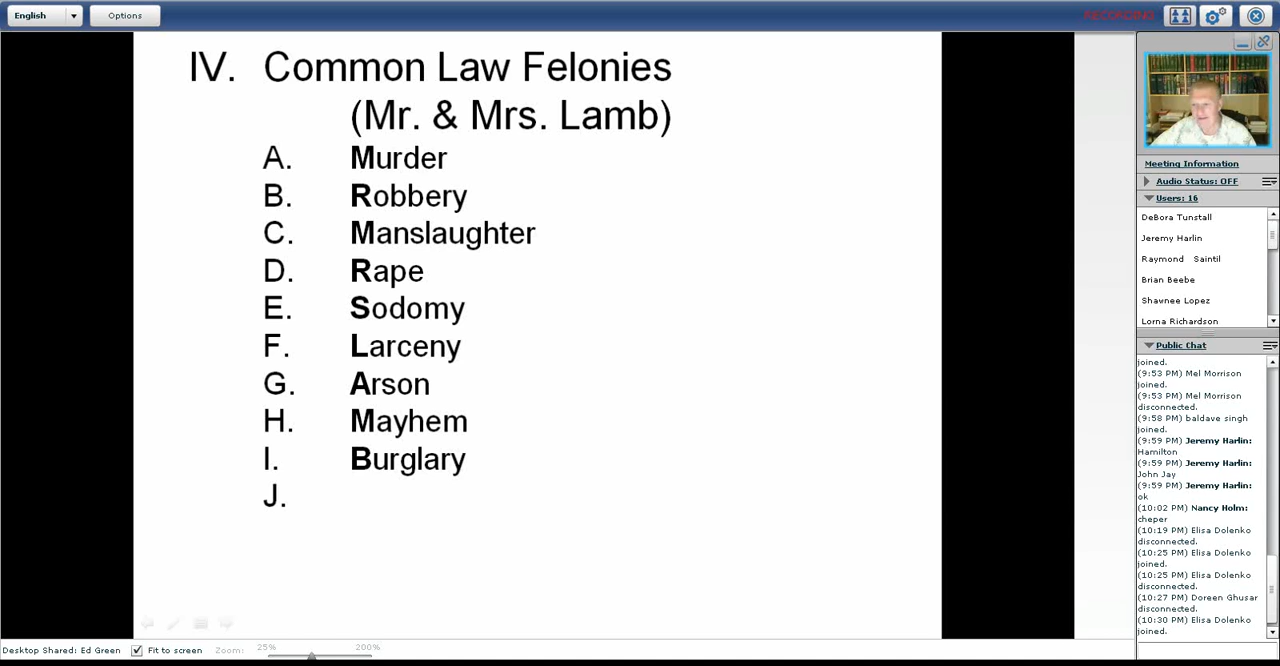 English
Options
RECORDING
IV. Common Law Felonies
(Mr. & Mrs. Lamb)
A. Murder
B. Robbery
C. Manslaughter
D. Rape
E. Sodomy
F. Larceny
G. Arson
H. Mayhem
I. Burglary
J.
Desktop Shared: Ed Green
Fit to screen
Zoom:
25%
200%
Meeting Information
Audio Status: OFF
Users: 16
DeBora Tunstall
Jeremy Harlin
Raymond Saintil
Brian Beebe
Shavnee Lopez
Lorna Richardson
Public Chat
joined.
(9:53 PM) Mel Morrison
joined.
(9:53 PM) Mel Morrison
disconnected.
(9:58 PM) baldave singh
joined.
(9:59 PM) Jeremy Harlin:
Hamilton
(9:59 PM) Jeremy Harlin:
John Jay
(9:59 PM) Jeremy Harlin:
ok
(10:02 PM) Nancy Holm:
cheper
(10:19 PM) Elisa Dolenko
disconnected.
(10:25 PM) Elisa Dolenko
joined.
(10:25 PM) Elisa Dolenko
disconnected.
(10:27 PM) Doreen Ghusar
disconnected.
(10:30 PM) Elisa Dolenko
joined.